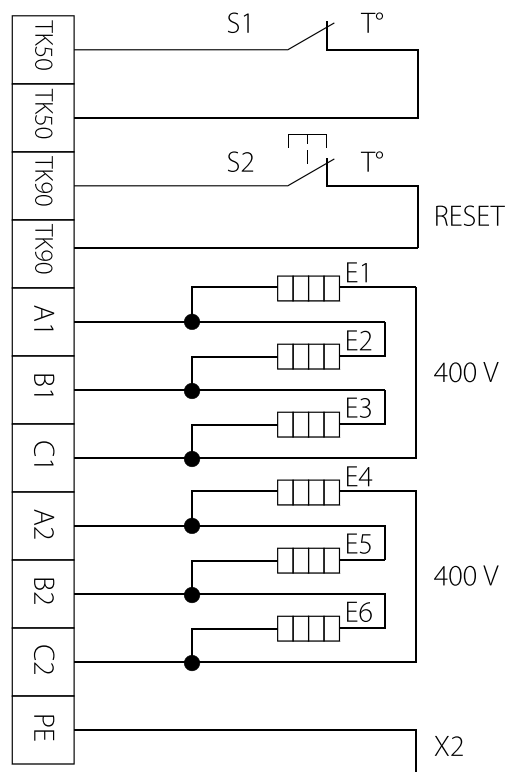 TK50
S1
T°
TK50
TK90
S2
T°
TK90
RESET
E1
A1
E2
400 V
B1
E3
C1
E4
A2
E5
400 V
B2
E6
C2
PE
X2